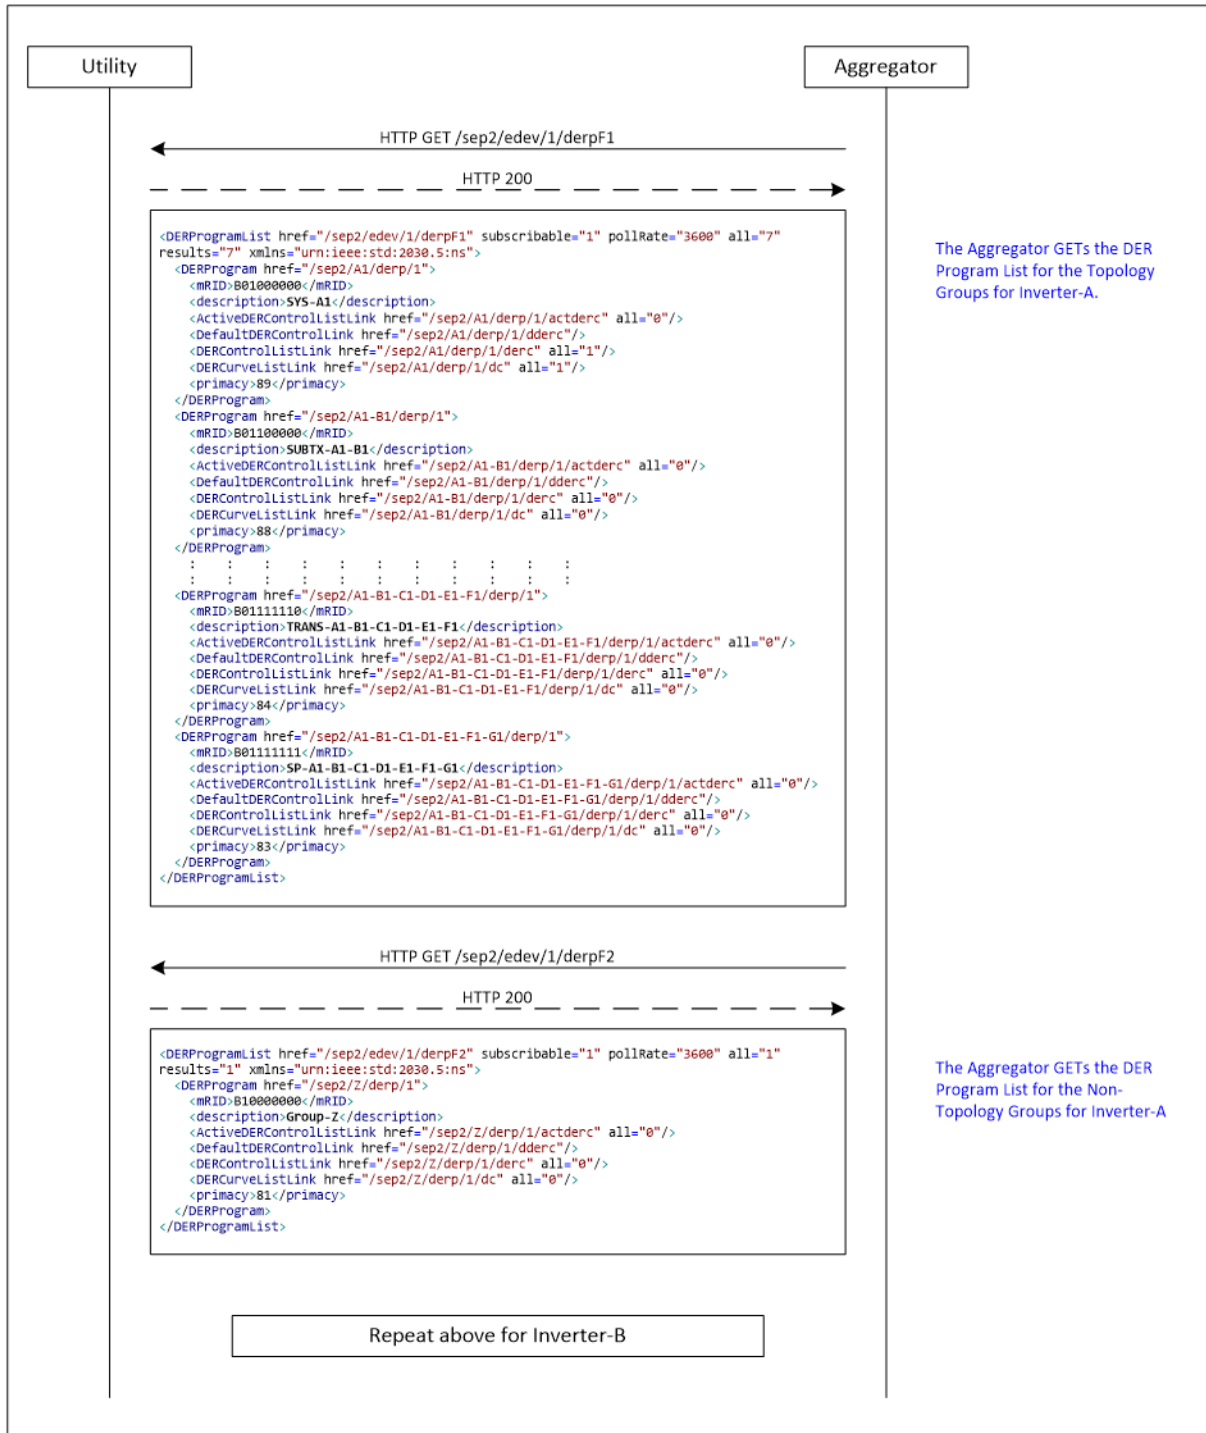 Utility
Aggregator
HTTP GET /sep2/edev/1/derpF1
HTTP 200
<DERProgramList href="/sep2/edev/1/derpF1" subscribable="1" pollRate="3600" all="7"
results="7" xmlns="urn:ieee:std:2030.5:ns">
<DERProgram href="/sep2/A1/derp/1">
<mRID>B01000000</mRID>
<description>SYS-A1</description>
<ActiveDERControlListLink href="/sep2/A1/derp/1/actderc" all="0"/>
<DefaultDERControlLink href="/sep2/A1/derp/1/dderc"/>
<DERControlListLink href="/sep2/A1/derp/1/derc" all="1"/>
<DERCurveListLink href="/sep2/A1/derp/1/dc" all="1"/>
<primacy>89</primacy>
</DERProgram>
<DERProgram href="/sep2/A1-B1/derp/1">
<mRID>B01100000</mRID>
<description>SUBTX-A1-B1</description>
<ActiveDERControlListLink href="/sep2/A1-B1/derp/1/actderc" all="0"/>
<DefaultDERControlLink href="/sep2/A1-B1/derp/1/dderc"/>
<DERControlListLink href="/sep2/A1-B1/derp/1/derc" all="0"/>
<DERCurveListLink href="/sep2/A1-B1/derp/1/dc" all="0"/>
<primacy>88</primacy>
</DERProgram>
: : : : : : : : : : :
: : : : : : : : : : :
<DERProgram href="/sep2/A1-B1-C1-D1-E1-F1/derp/1">
<mRID>B01111110</mRID>
<description>TRANS-A1-B1-C1-D1-E1-F1</description>
<ActiveDERControlListLink href="/sep2/A1-B1-C1-D1-E1-F1/derp/1/actderc" all="0"/>
<DefaultDERControlLink href="/sep2/A1-B1-C1-D1-E1-F1/derp/1/dderc"/>
<DERControlListLink href="/sep2/A1-B1-C1-D1-E1-F1/derp/1/derc" all="0"/>
<DERCurveListLink href="/sep2/A1-B1-C1-D1-E1-F1/derp/1/dc" all="0"/>
<primacy>84</primacy>
</DERProgram>
<DERProgram href="/sep2/A1-B1-C1-D1-E1-F1-G1/derp/1">
<mRID>B01111111</mRID>
<description>SP-A1-B1-C1-D1-E1-F1-G1</description>
<ActiveDERControlListLink href="/sep2/A1-B1-C1-D1-E1-F1-G1/derp/1/actderc" all="0"/>
<DefaultDERControlLink href="/sep2/A1-B1-C1-D1-E1-F1-G1/derp/1/dderc"/>
<DERControlListLink href="/sep2/A1-B1-C1-D1-E1-F1-G1/derp/1/derc" all="0"/>
<DERCurveListLink href="/sep2/A1-B1-C1-D1-E1-F1-G1/derp/1/dc" all="0"/>
<primacy>83</primacy>
</DERProgram>
</DERProgramList>
The Aggregator GETs the DER
Program List for the Topology
Groups for Inverter-A.
HTTP GET /sep2/edev/1/derpF2
HTTP 200
<DERProgramList href="/sep2/edev/1/derpF2" subscribable="1" pollRate="3600" all="1"
results="1" xmlns="urn:ieee:std:2030.5:ns">
<DERProgram href="/sep2/Z/derp/1">
<mRID>B10000000</mRID>
<description>Group-Z</description>
<ActiveDERControlListLink href="/sep2/Z/derp/1/actderc" all="0"/>
<DefaultDERControlLink href="/sep2/Z/derp/1/dderc"/>
<DERControlListLink href="/sep2/Z/derp/1/derc" all="0"/>
<DERCurveListLink href="/sep2/Z/derp/1/dc" all="0"/>
<primacy>81</primacy>
</DERProgram>
</DERProgramList>
The Aggregator GETs the DER
Program List for the Non-
Topology Groups for Inverter-A
Repeat above for Inverter-B